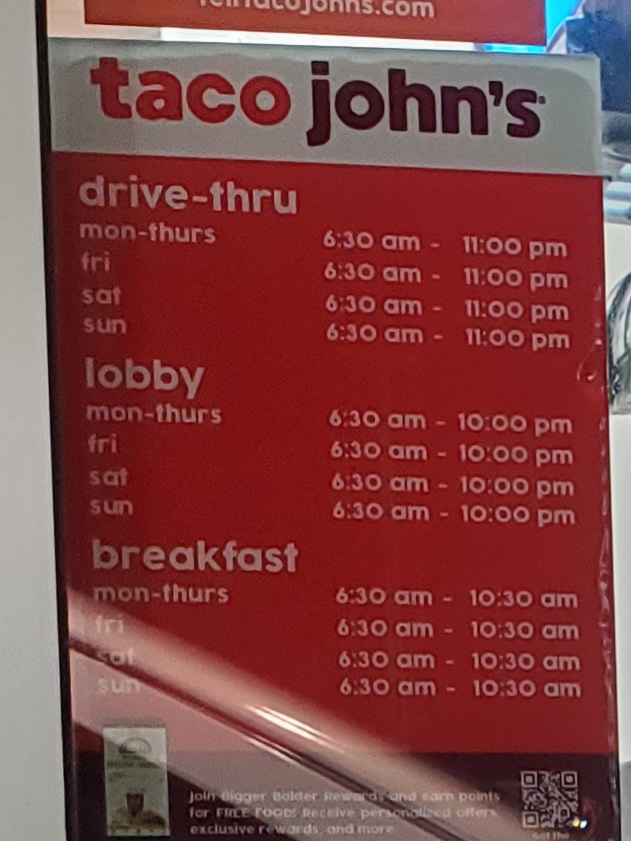 taco john's
drive-thru
mon-thurs 6:30 am - 11:00 pm
fri 6:30 am - 11:00 pm
sat 6:30 am - 11:00 pm
sun 6:30 am - 11:00 pm
lobby
mon-thurs 6:30 am - 10:00 pm
fri 6:30 am - 10:00 pm
sat 6:30 am - 10:00 pm
sun 6:30 am - 10:00 pm
breakfast
mon-thurs 6:30 am - 10:30 am
fri 6:30 am - 10:30 am
sat 6:30 am - 10:30 am
sun 6:30 am - 10:30 am
Join Bigger Bolder Rewards and earn points
for FREE FOOD! Receive personalized offers
exclusive rewards, and more.
Get The